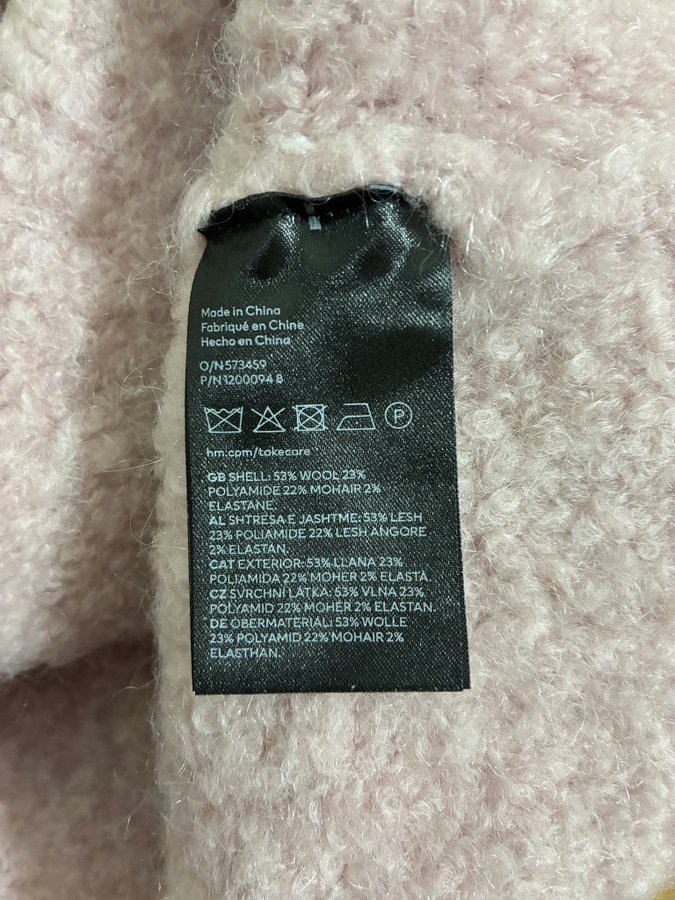 Made in China
Fabriqué en Chine
Hecho en China
O/N 573459
P/N 1200094 8
P
hm.com/takecare
GB SHELL: 53% WOOL 23%
POLYAMIDE 22% MOHAIR 2%
ELASTANE.
AL SHTRESA E JASHTME: 53% LESH
23% POLIAMIDE 22% LESH ANGORE
2% ELASTAN.
CAT EXTERIOR: 53% LLANA 23%
POLIAMIDA 22% MOHER 2% ELASTÀ.
CZ SVRCHNÍ LÁTKA: 53% VLNA 23%
POLYAMID 22% MOHER 2% ELASTAN.
DE OBERMATERIAL: 53% WOLLE
23% POLYAMID 22% MOHAIR 2%
ELASTHAN.